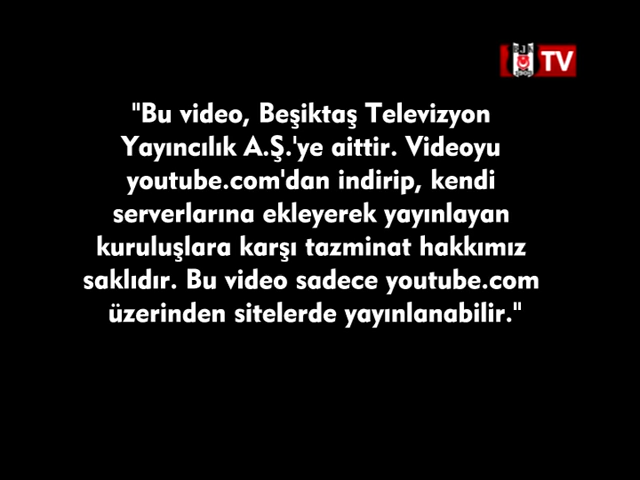 TV
"Bu video, Beşiktaş Televizyon
Yayıncılık A.Ş.'ye aittir. Videoyu
youtube.com'dan indirip, kendi
serverlarına ekleyerek yayınlayan
kuruluşlara karşı tazminat hakkımız
saklıdır. Bu video sadece youtube.com
üzerinden sitelerde yayınlanabilir."